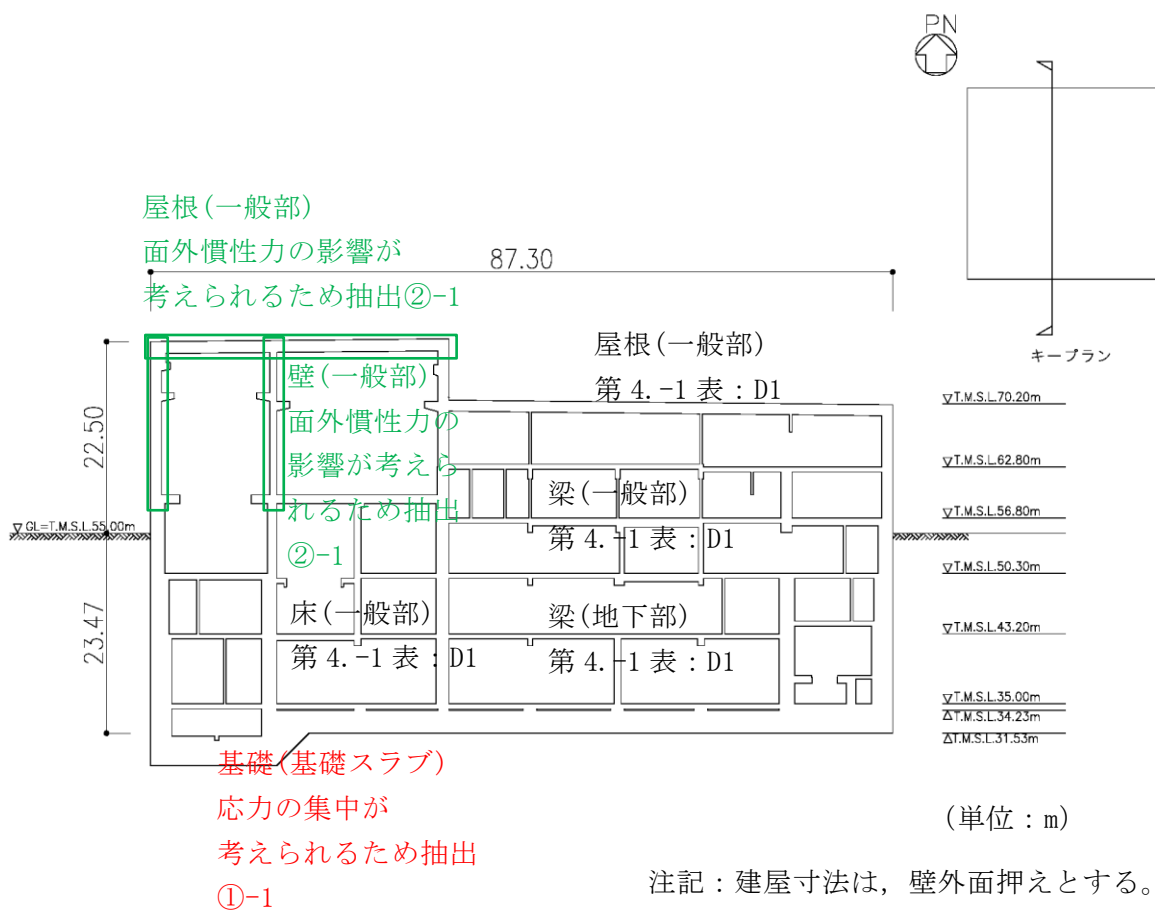 PN
キープラン
屋根(一般部)
面外慣性力の影響が
考えられるため抽出②-1
87.30
屋根(一般部)
第 4.-1 表：D1
壁(一般部)
面外慣性力の
影響が考えら
れるため抽出
②-1
22.50
23.47
▽GL=T.M.S.L.55.00m
梁(一般部)
第 4.-1 表：D1
床(一般部)
第 4.-1 表：D1
梁(地下部)
第 4.-1 表：D1
▽T.M.S.L.70.20m
▽T.M.S.L.62.80m
▽T.M.S.L.56.80m
▽T.M.S.L.50.30m
▽T.M.S.L.43.20m
▽T.M.S.L.35.00m
△T.M.S.L.34.23m
△T.M.S.L.31.53m
基礎(基礎スラブ)
応力の集中が
考えられるため抽出
①-1
(単位：m)
注記：建屋寸法は，壁外面押えとする。